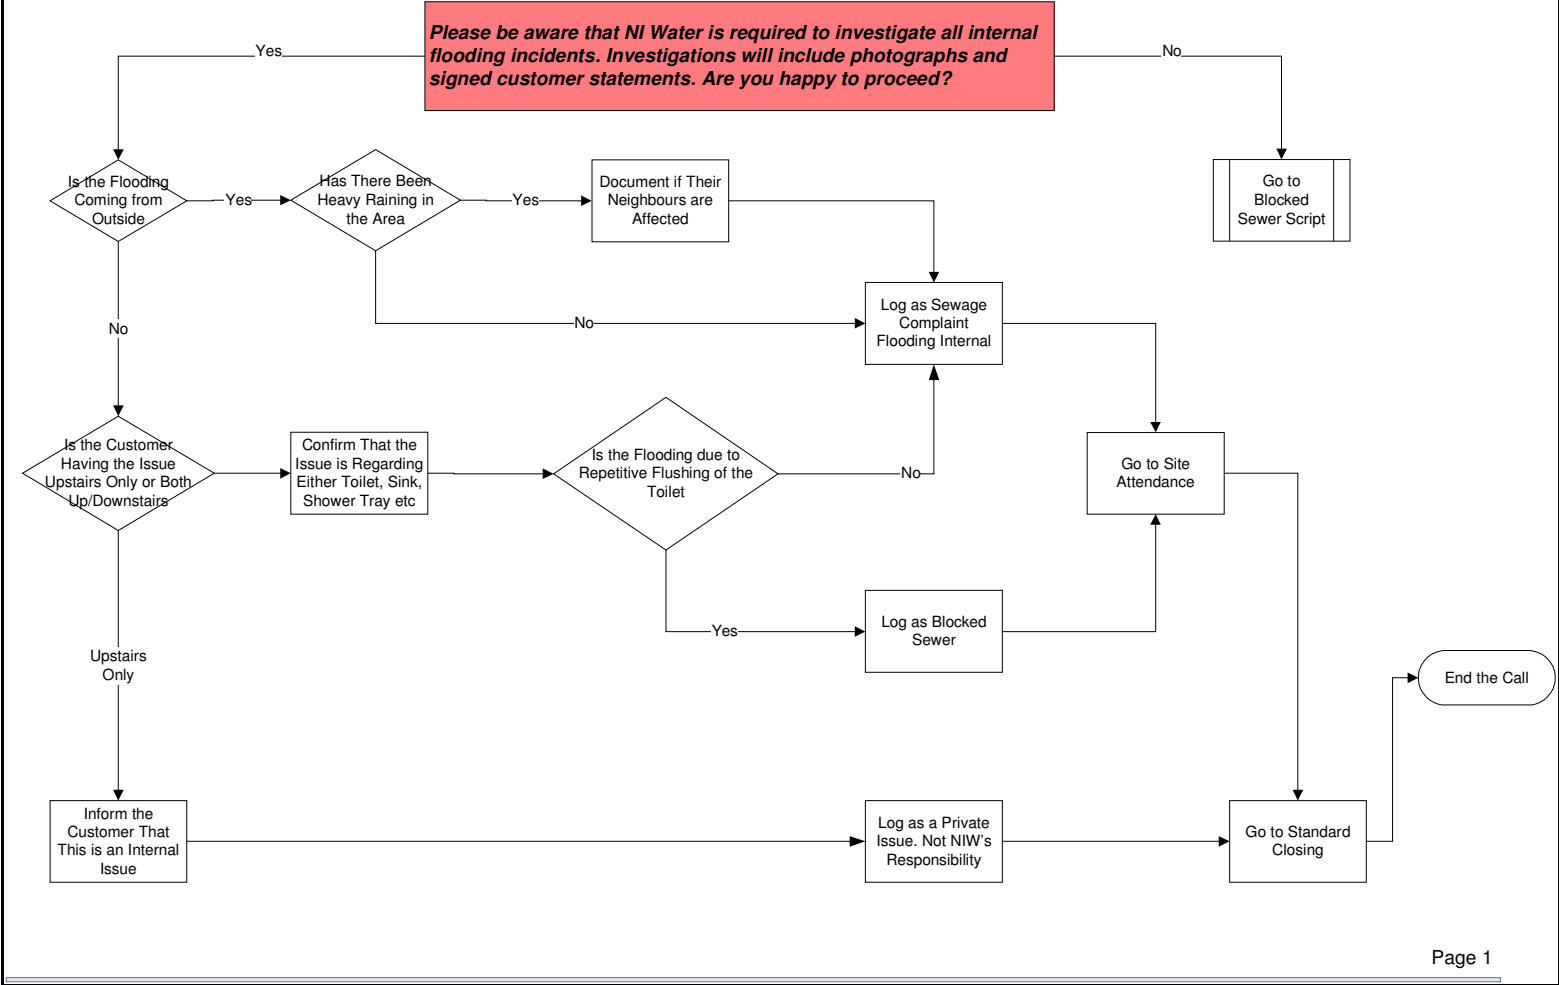 Please be aware that NI Water is required to investigate all internal
flooding incidents. Investigations will include photographs and
signed customer statements. Are you happy to proceed?
Yes
No
Is the Flooding
Coming from
Outside
Yes
Has There Been
Heavy Raining in
the Area
Yes
Document if Their
Neighbours are
Affected
Go to
Blocked
Sewer Script
No
No
Log as Sewage
Complaint
Flooding Internal
Is the Customer
Having the Issue
Upstairs Only or Both
Up/Downstairs
Confirm That the
Issue is Regarding
Either Toilet, Sink,
Shower Tray etc
Is the Flooding due to
Repetitive Flushing of the
Toilet
No
Go to Site
Attendance
Yes
Log as Blocked
Sewer
Upstairs
Only
End the Call
Inform the
Customer That
This is an Internal
Issue
Log as a Private
Issue. Not NIW's
Responsibility
Go to Standard
Closing
Page 1